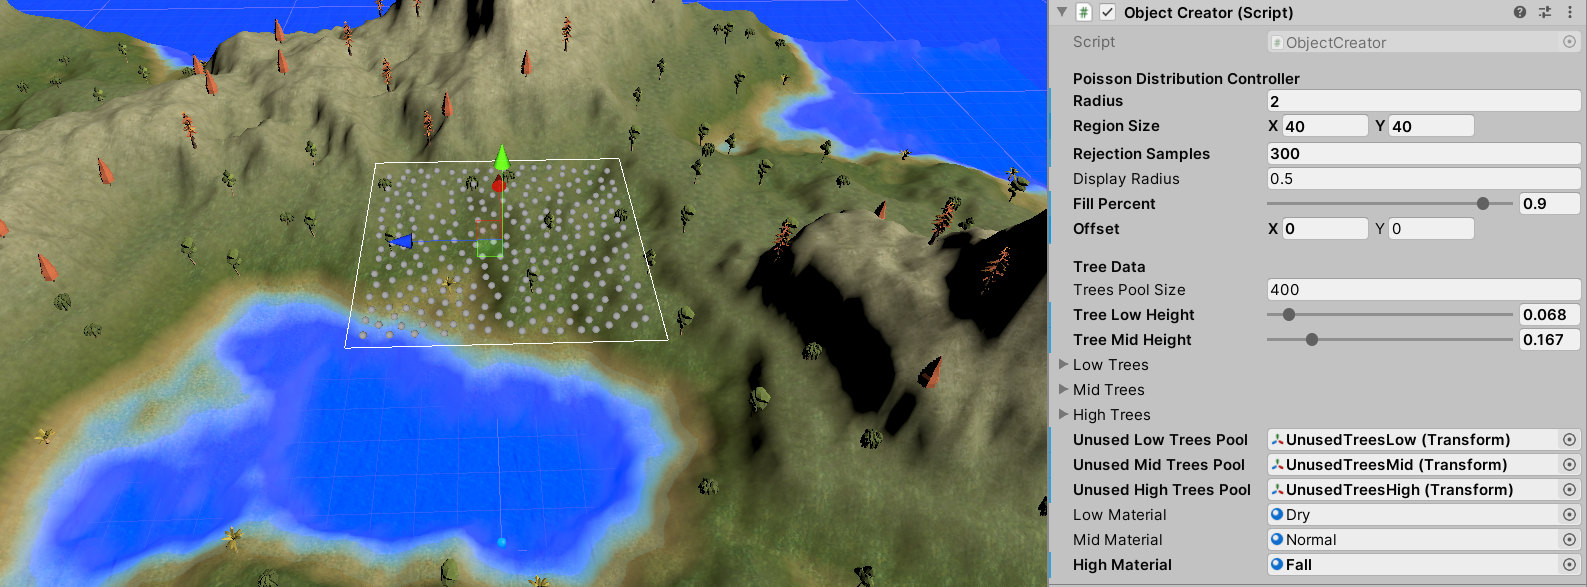 Object Creator (Script)
Script ObjectCreator
Poisson Distribution Controller
Radius 2
Region Size X 40 Y 40
Rejection Samples 300
Display Radius 0.5
Fill Percent 0.9
Offset X 0 Y 0
Tree Data
Trees Pool Size 400
Tree Low Height 0.068
Tree Mid Height 0.167
Low Trees
Mid Trees
High Trees
Unused Low Trees Pool UnusedTreesLow (Transform)
Unused Mid Trees Pool UnusedTreesMid (Transform)
Unused High Trees Pool UnusedTreesHigh (Transform)
Low Material Dry
Mid Material Normal
High Material Fall